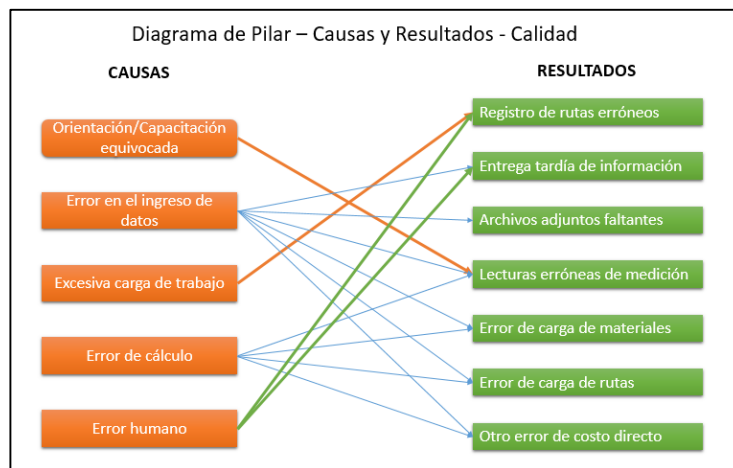 Diagrama de Pilar – Causas y Resultados - Calidad
CAUSAS
RESULTADOS
Orientación/Capacitación
equivocada
Error en el ingreso de
datos
Excesiva carga de trabajo
Error de cálculo
Error humano
Registro de rutas erróneos
Entrega tardía de información
Archivos adjuntos faltantes
Lecturas erróneas de medición
Error de carga de materiales
Error de carga de rutas
Otro error de costo directo